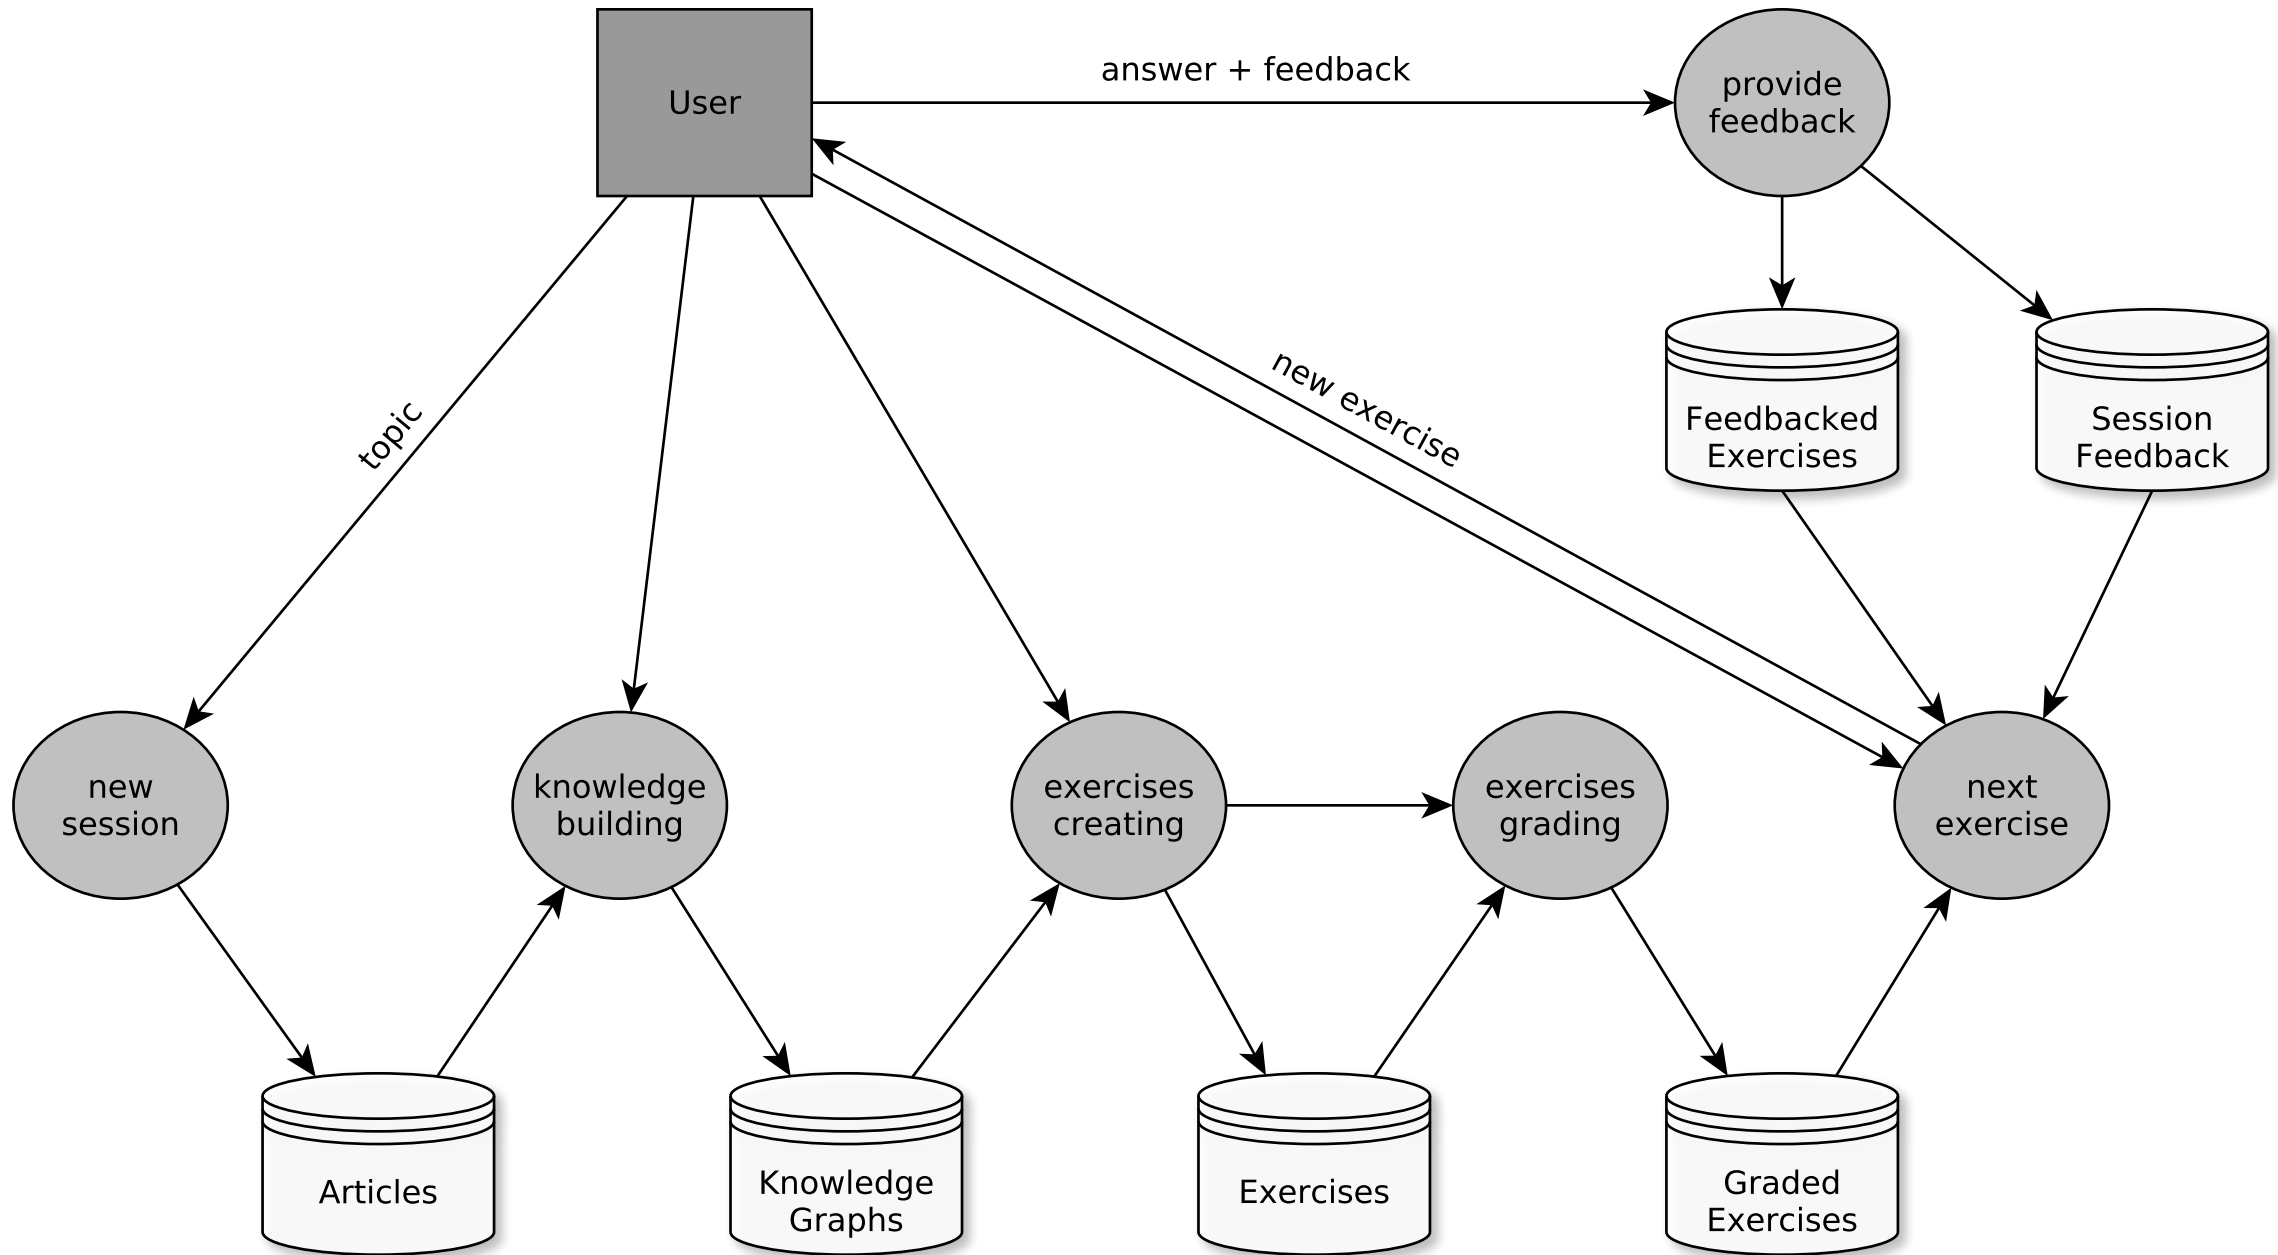 User
answer + feedback
provide
feedback
new exercise
topic
Feedbacked
Exercises
Session
Feedback
new
session
knowledge
building
exercises
creating
exercises
grading
next
exercise
Articles
Knowledge
Graphs
Exercises
Graded
Exercises